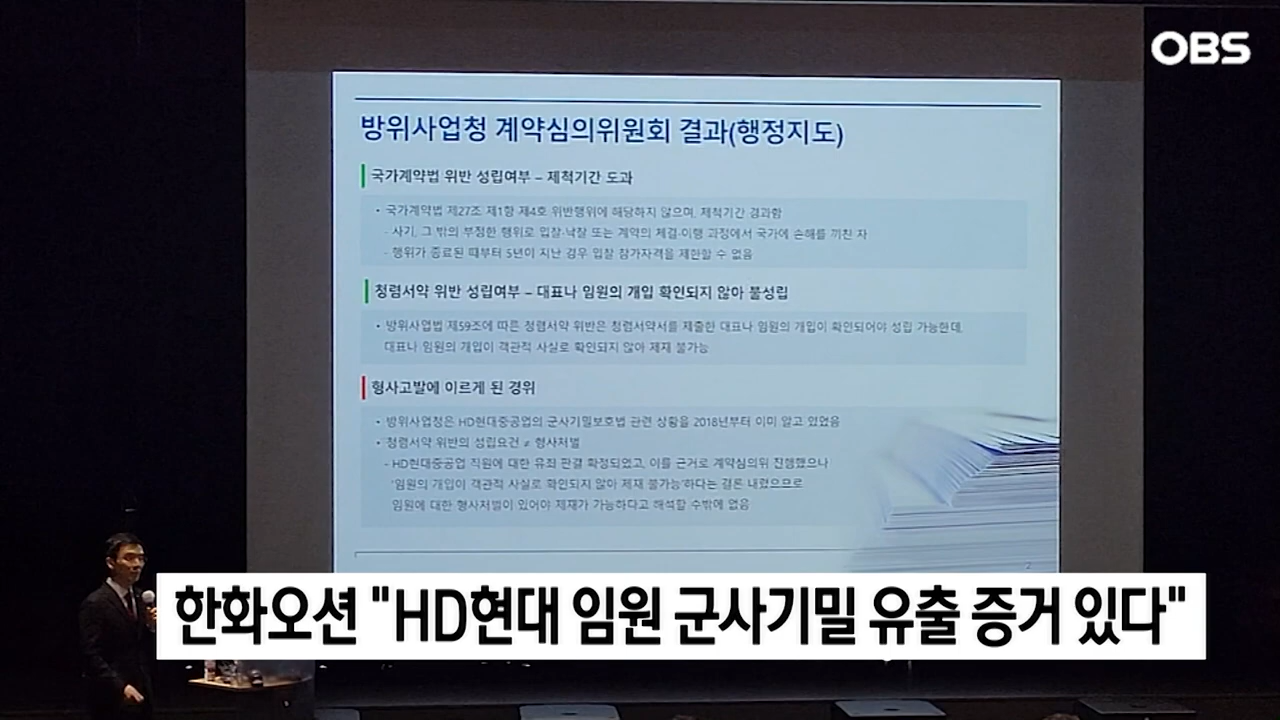 OBS
방위사업청 계약심의위원회 결과(행정지도)
국가계약법 위반 성립여부 – 제척기간 도과
• 국가계약법 제27조 제1항 제4호 위반행위에 해당하지 않으며, 제척기간 경과함
- 사기, 그 밖의 부정한 행위로 입찰·낙찰 또는 계약의 체결·이행 과정에서 국가에 손해를 끼친 자
- 행위가 종료된 때부터 5년이 지난 경우 입찰 참가자격을 제한할 수 없음
청렴서약 위반 성립여부 – 대표나 임원의 개입 확인되지 않아 불성립
• 방위사업법 제59조에 따른 청렴서약 위반은 청렴서약서를 제출한 대표나 임원의 개입이 확인되어야 성립 가능한데,
대표나 임원의 개입이 객관적 사실로 확인되지 않아 제재 불가능
형사고발에 이르게 된 경위
• 방위사업청은 HD현대중공업의 군사기밀보호법 관련 상황을 2018년부터 이미 알고 있었음
• 청렴서약 위반의 성립요건 ≠ 형사처벌
- HD현대중공업 직원에 대한 유죄 판결 확정되었고, 이를 근거로 계약심의위 진행했으나
'임원의 개입이 객관적 사실로 확인되지 않아 제재 불가능'하다는 결론 내렸으므로
임원에 대한 형사처벌이 있어야 제재가 가능하다고 해석할 수밖에 없음
2
한화오션 "HD현대 임원 군사기밀 유출 증거 있다"